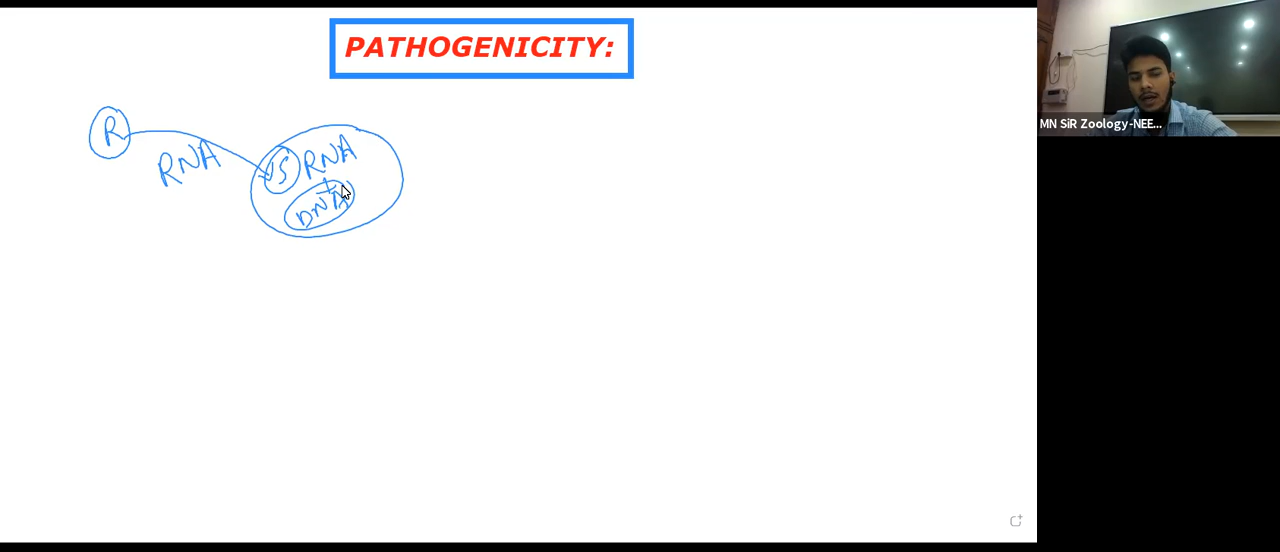 PATHOGENICITY:
R
RNA
S RNA
+
DNA
MN SiR Zoology-NEE...